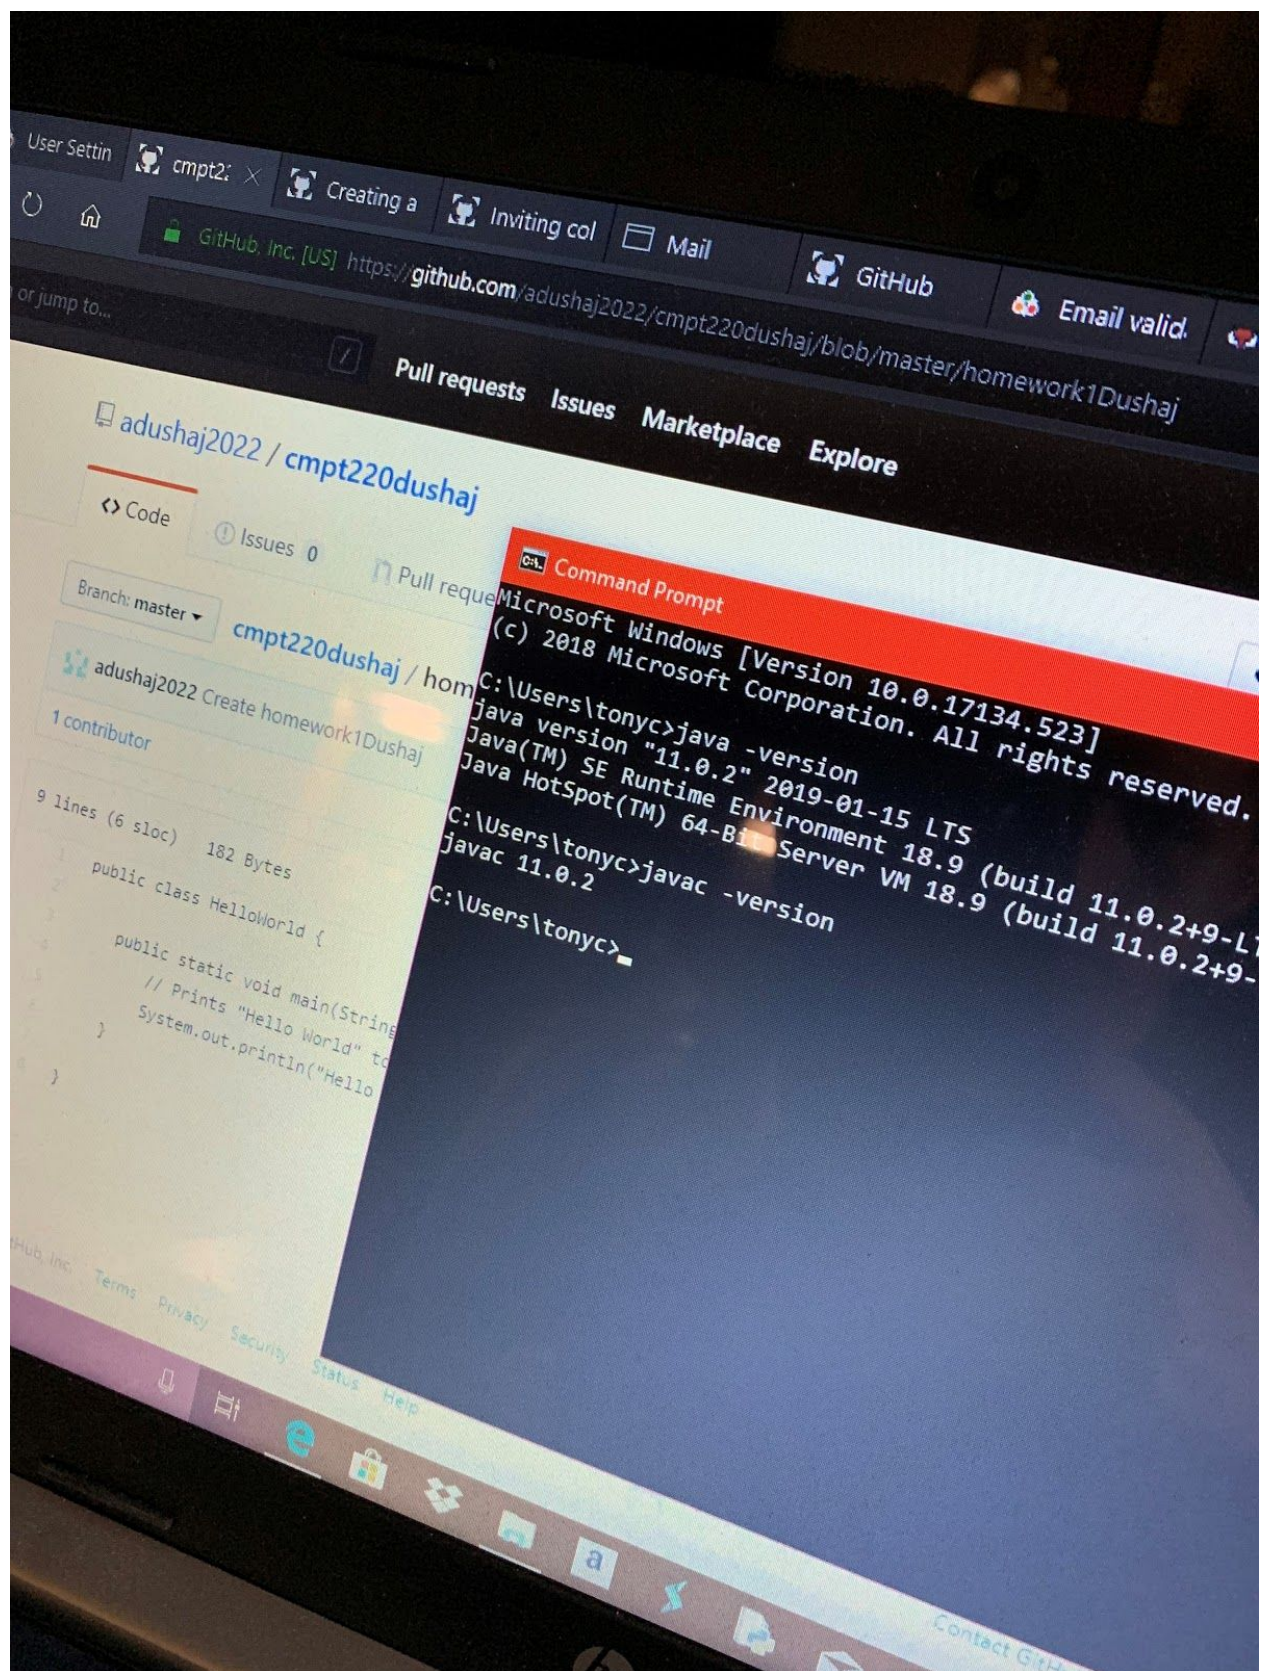 User Settin
cmpt2
Creating a
Inviting col
Mail
GitHub
Email valid.
GitHub, Inc. [US] https://github.com/adushaj2022/cmpt220dushaj/blob/master/homework1Dushaj
or jump to...
/
Pull requests Issues Marketplace Explore
adushaj2022 / cmpt220dushaj
<> Code
Issues 0
Pull reque
Branch: master
cmpt220dushaj / hom
adushaj2022 Create homework1Dushaj
1 contributor
9 lines (6 sloc) 182 Bytes
public class HelloWorld {
public static void main(String
// Prints "Hello World" to
System.out.println("Hello
}
}
Command Prompt
Microsoft Windows [Version 10.0.17134.523]
(c) 2018 Microsoft Corporation. All rights reserved.
C:\Users\tonyc>java -version
java version "11.0.2" 2019-01-15 LTS
Java(TM) SE Runtime Environment 18.9 (build 11.0.2+9-LT
Java HotSpot(TM) 64-Bit Server VM 18.9 (build 11.0.2+9-
C:\Users\tonyc>javac -version
javac 11.0.2
C:\Users\tonyc>
tHub, Inc. Terms Privacy Security Status Help
Contact GitH
a
hp